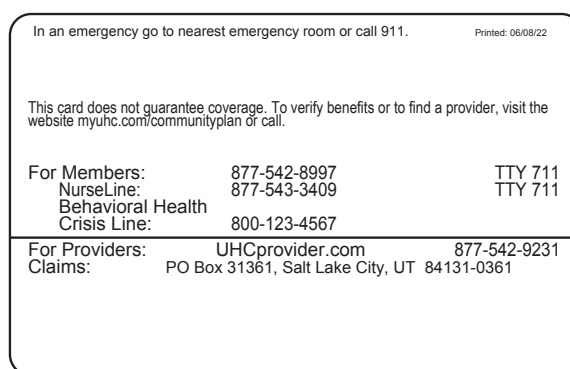 In an emergency go to nearest emergency room or call 911. Printed: 06/08/22
This card does not guarantee coverage. To verify benefits or to find a provider, visit the
website myuhc.com/communityplan or call.
For Members: 877-542-8997 TTY 711
NurseLine: 877-543-3409 TTY 711
Behavioral Health
Crisis Line: 800-123-4567
For Providers: UHCprovider.com 877-542-9231
Claims: PO Box 31361, Salt Lake City, UT 84131-0361